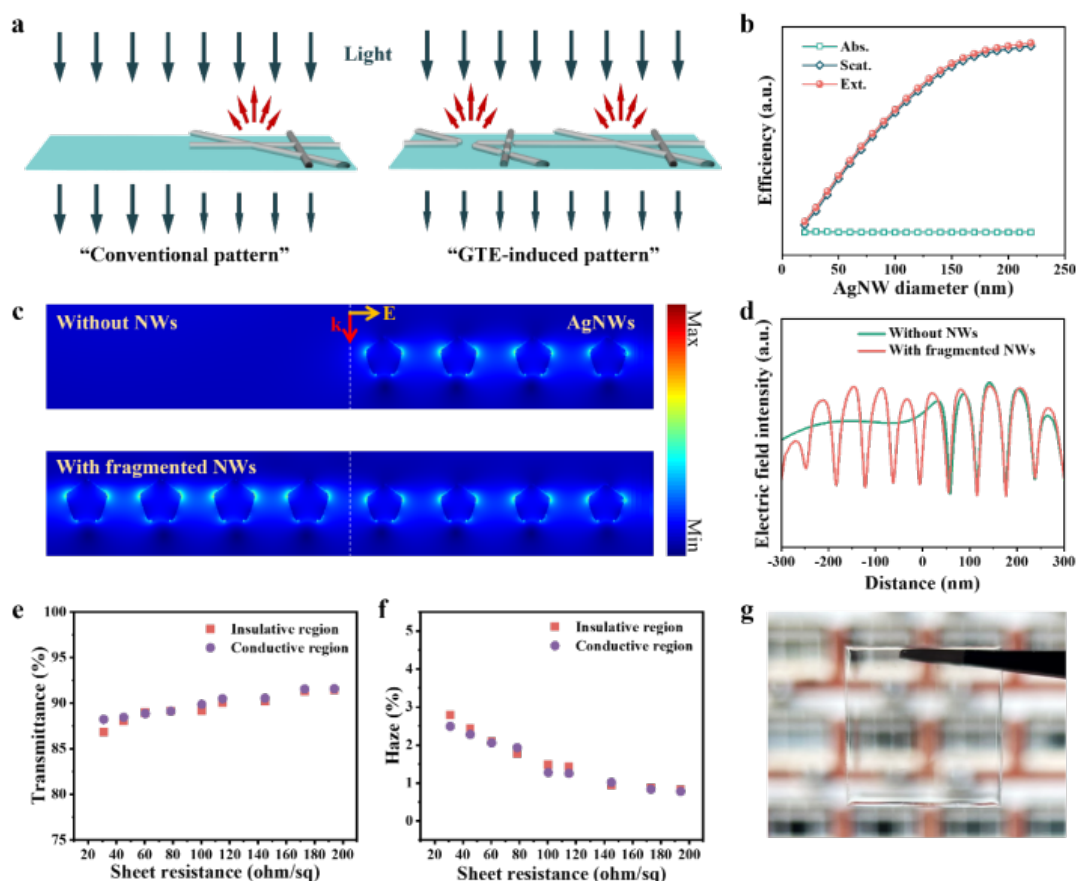 a
Light
“Conventional pattern”
“GTE-induced pattern”
b
Abs.
Scat.
Ext.
Efficiency (a.u.)
0 50 100 150 200 250
AgNW diameter (nm)
c
Without NWs
k
E
AgNWs
Max
With fragmented NWs
Min
d
Without NWs
With fragmented NWs
Electric field intensity (a.u.)
-300 -200 -100 0 100 200 300
Distance (nm)
e
100
95
90
85
80
75
Transmittance (%)
Insulative region
Conductive region
20 40 60 80 100 120 140 160 180 200
Sheet resistance (ohm/sq)
f
5
4
3
2
1
0
Haze (%)
Insulative region
Conductive region
20 40 60 80 100 120 140 160 180 200
Sheet resistance (ohm/sq)
g